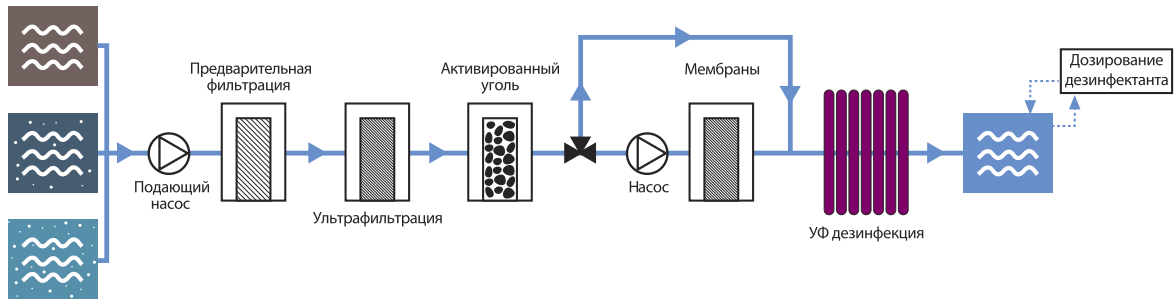 Подающий
насос
Предварительная
фильтрация
Ультрафильтрация
Активированный
уголь
Насос
Мембраны
УФ дезинфекция
Дозирование
дезинфектанта